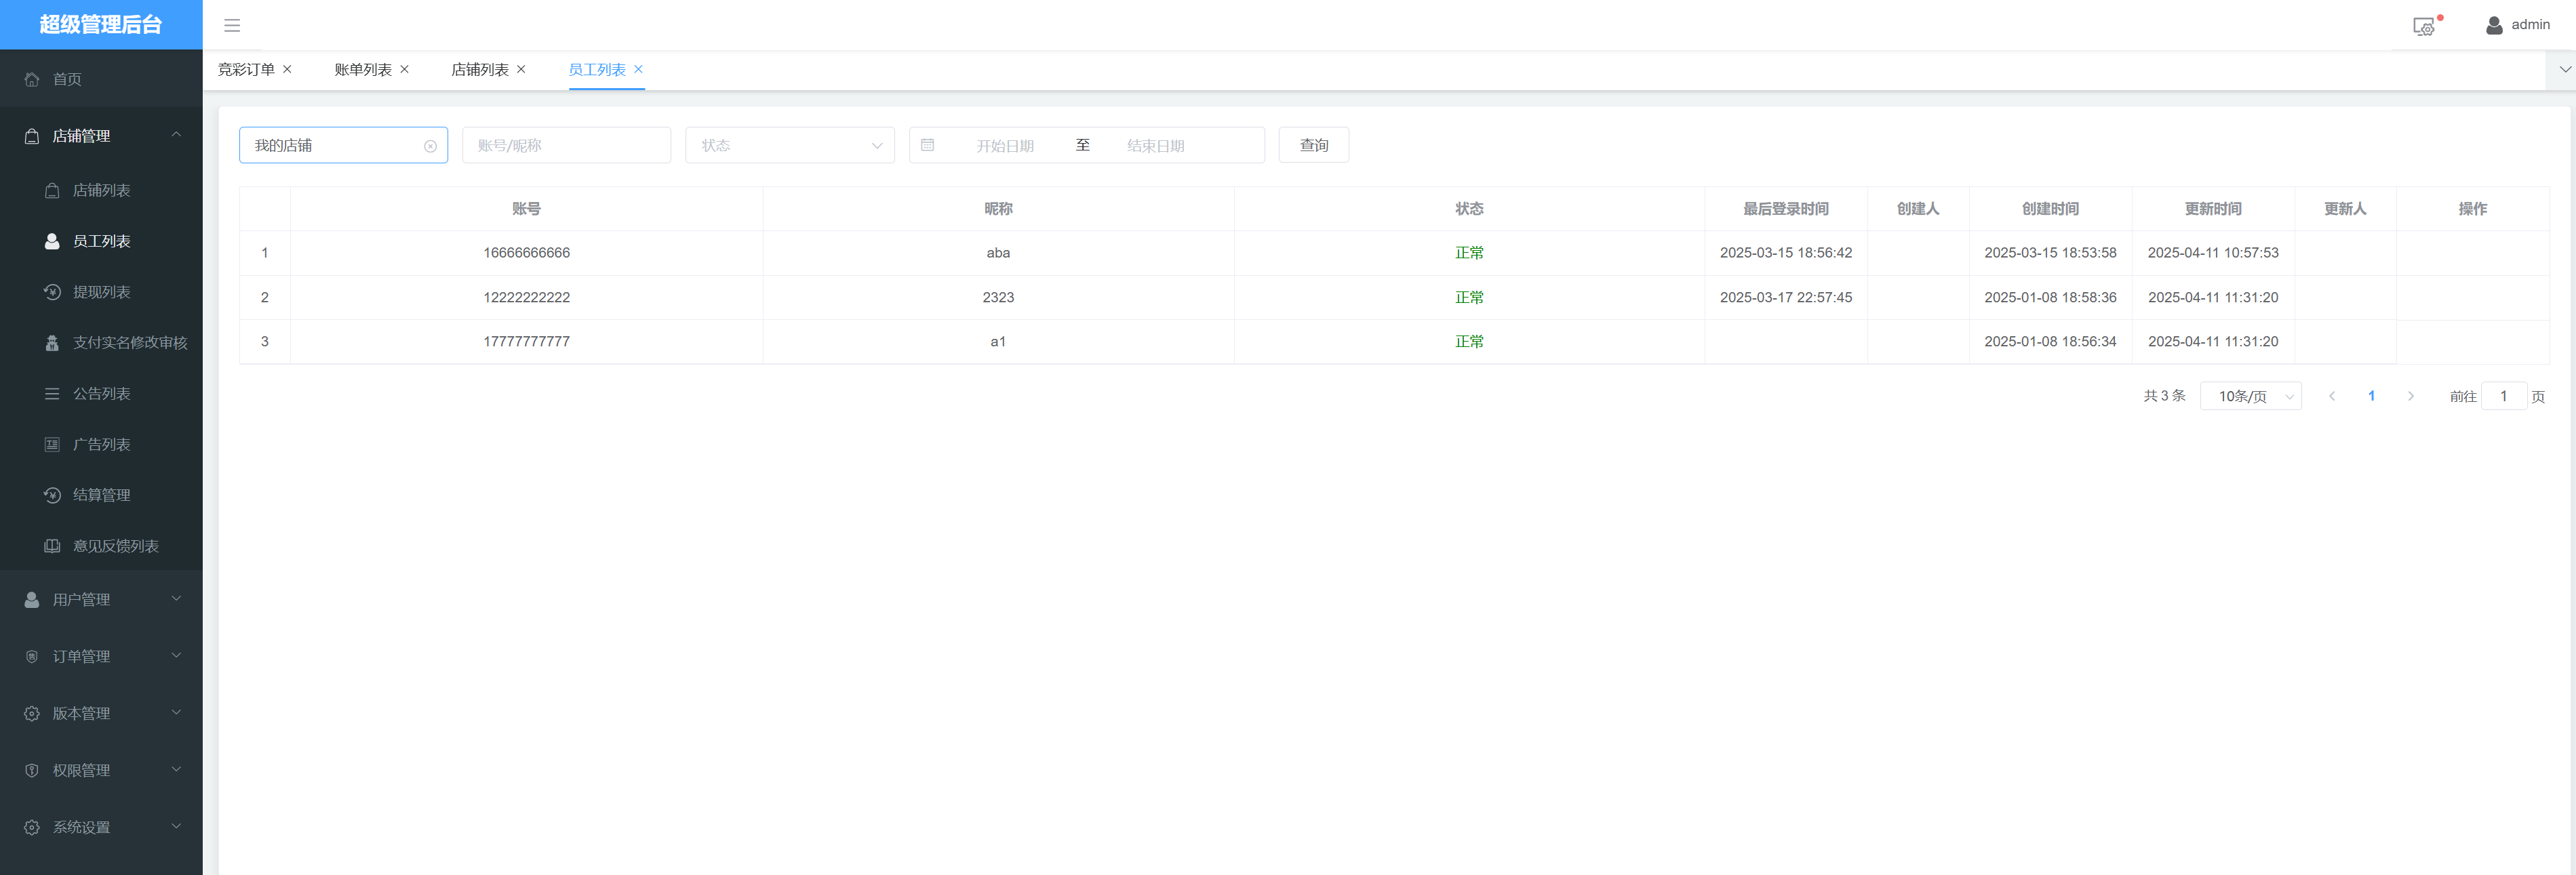 超级管理后台
admin
首页
店铺管理
店铺列表
员工列表
提现列表
支付实名修改审核
公告列表
广告列表
结算管理
意见反馈列表
用户管理
订单管理
版本管理
权限管理
系统设置
竞彩订单 账单列表 店铺列表 员工列表
我的店铺 账号/昵称 状态 开始日期 至 结束日期 查询
账号 昵称 状态 最后登录时间 创建人 创建时间 更新时间 更新人 操作
1 16666666666 aba 正常 2025-03-15 18:56:42 2025-03-15 18:53:58 2025-04-11 10:57:53
2 12222222222 2323 正常 2025-03-17 22:57:45 2025-01-08 18:58:36 2025-04-11 11:31:20
3 17777777777 a1 正常 2025-01-08 18:56:34 2025-04-11 11:31:20
共 3 条 10条/页 1 前往 1 页